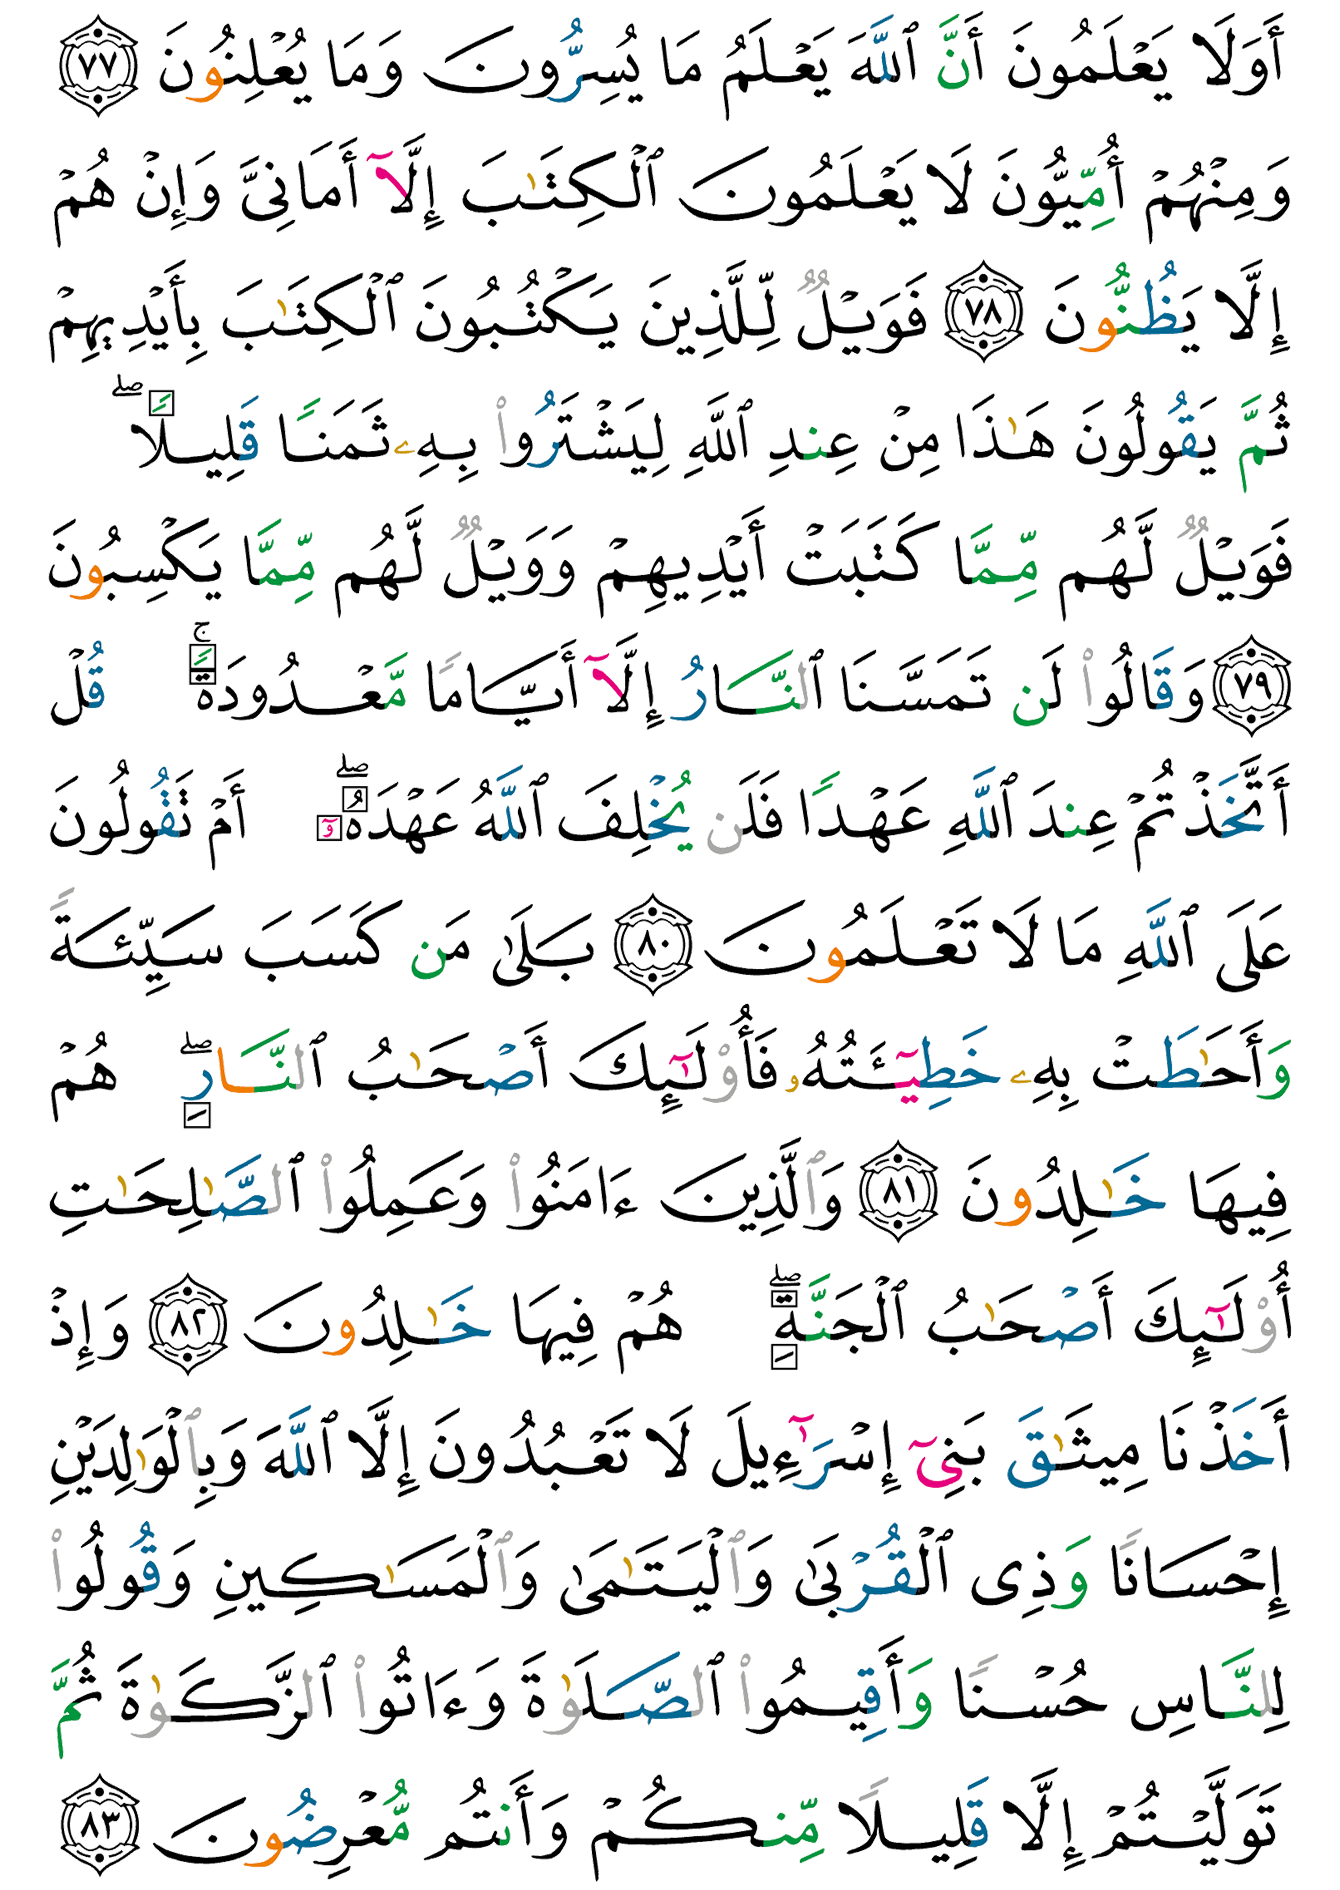 أَوَلَا يَعْلَمُونَ أَنَّ ٱللَّهَ يَعْلَمُ مَا يُسِرُّونَ وَمَا يُعْلِنُونَ ٧٧
وَمِنْهُمْ أُمِّيُّونَ لَا يَعْلَمُونَ ٱلْكِتَـٰبَ إِلَّآ أَمَانِىَّ وَإِنْ هُمْ
إِلَّا يَظُنُّونَ ٧٨ فَوَيْلٌ لِّلَّذِينَ يَكْتُبُونَ ٱلْكِتَـٰبَ بِأَيْدِيهِمْ
ثُمَّ يَقُولُونَ هَـٰذَا مِنْ عِندِ ٱللَّهِ لِيَشْتَرُوا۟ بِهِۦ ثَمَنًا قَلِيلًا ۖ
فَوَيْلٌ لَّهُم مِّمَّا كَتَبَتْ أَيْدِيهِمْ وَوَيْلٌ لَّهُم مِّمَّا يَكْسِبُونَ
٧٩ وَقَالُوا۟ لَن تَمَسَّنَا ٱلنَّارُ إِلَّآ أَيَّامًا مَّعْدُودَةً ۚ قُلْ
أَتَّخَذْتُمْ عِندَ ٱللَّهِ عَهْدًا فَلَن يُخْلِفَ ٱللَّهُ عَهْدَهُۥٓ ۖ أَمْ تَقُولُونَ
عَلَى ٱللَّهِ مَا لَا تَعْلَمُونَ ٨٠ بَلَىٰ مَن كَسَبَ سَيِّئَةً
وَأَحَـٰطَتْ بِهِۦ خَطِيٓـَٔتُهُۥ فَأُو۟لَـٰٓئِكَ أَصْحَـٰبُ ٱلنَّارِ ۖ هُمْ
فِيهَا خَـٰلِدُونَ ٨١ وَٱلَّذِينَ ءَامَنُوا۟ وَعَمِلُوا۟ ٱلصَّـٰلِحَـٰتِ
أُو۟لَـٰٓئِكَ أَصْحَـٰبُ ٱلْجَنَّةِ ۖ هُمْ فِيهَا خَـٰلِدُونَ ٨٢ وَإِذْ
أَخَذْنَا مِيثَـٰقَ بَنِىٓ إِسْرَٰٓءِيلَ لَا تَعْبُدُونَ إِلَّا ٱللَّهَ وَبِٱلْوَٰلِدَيْنِ
إِحْسَانًا وَذِى ٱلْقُرْبَىٰ وَٱلْيَتَـٰمَىٰ وَٱلْمَسَـٰكِينِ وَقُولُوا۟
لِلنَّاسِ حُسْنًا وَأَقِيمُوا۟ ٱلصَّلَوٰةَ وَءَاتُوا۟ ٱلزَّكَوٰةَ ثُمَّ
تَوَلَّيْتُمْ إِلَّا قَلِيلًا مِّنكُمْ وَأَنتُم مُّعْرِضُونَ ٨٣